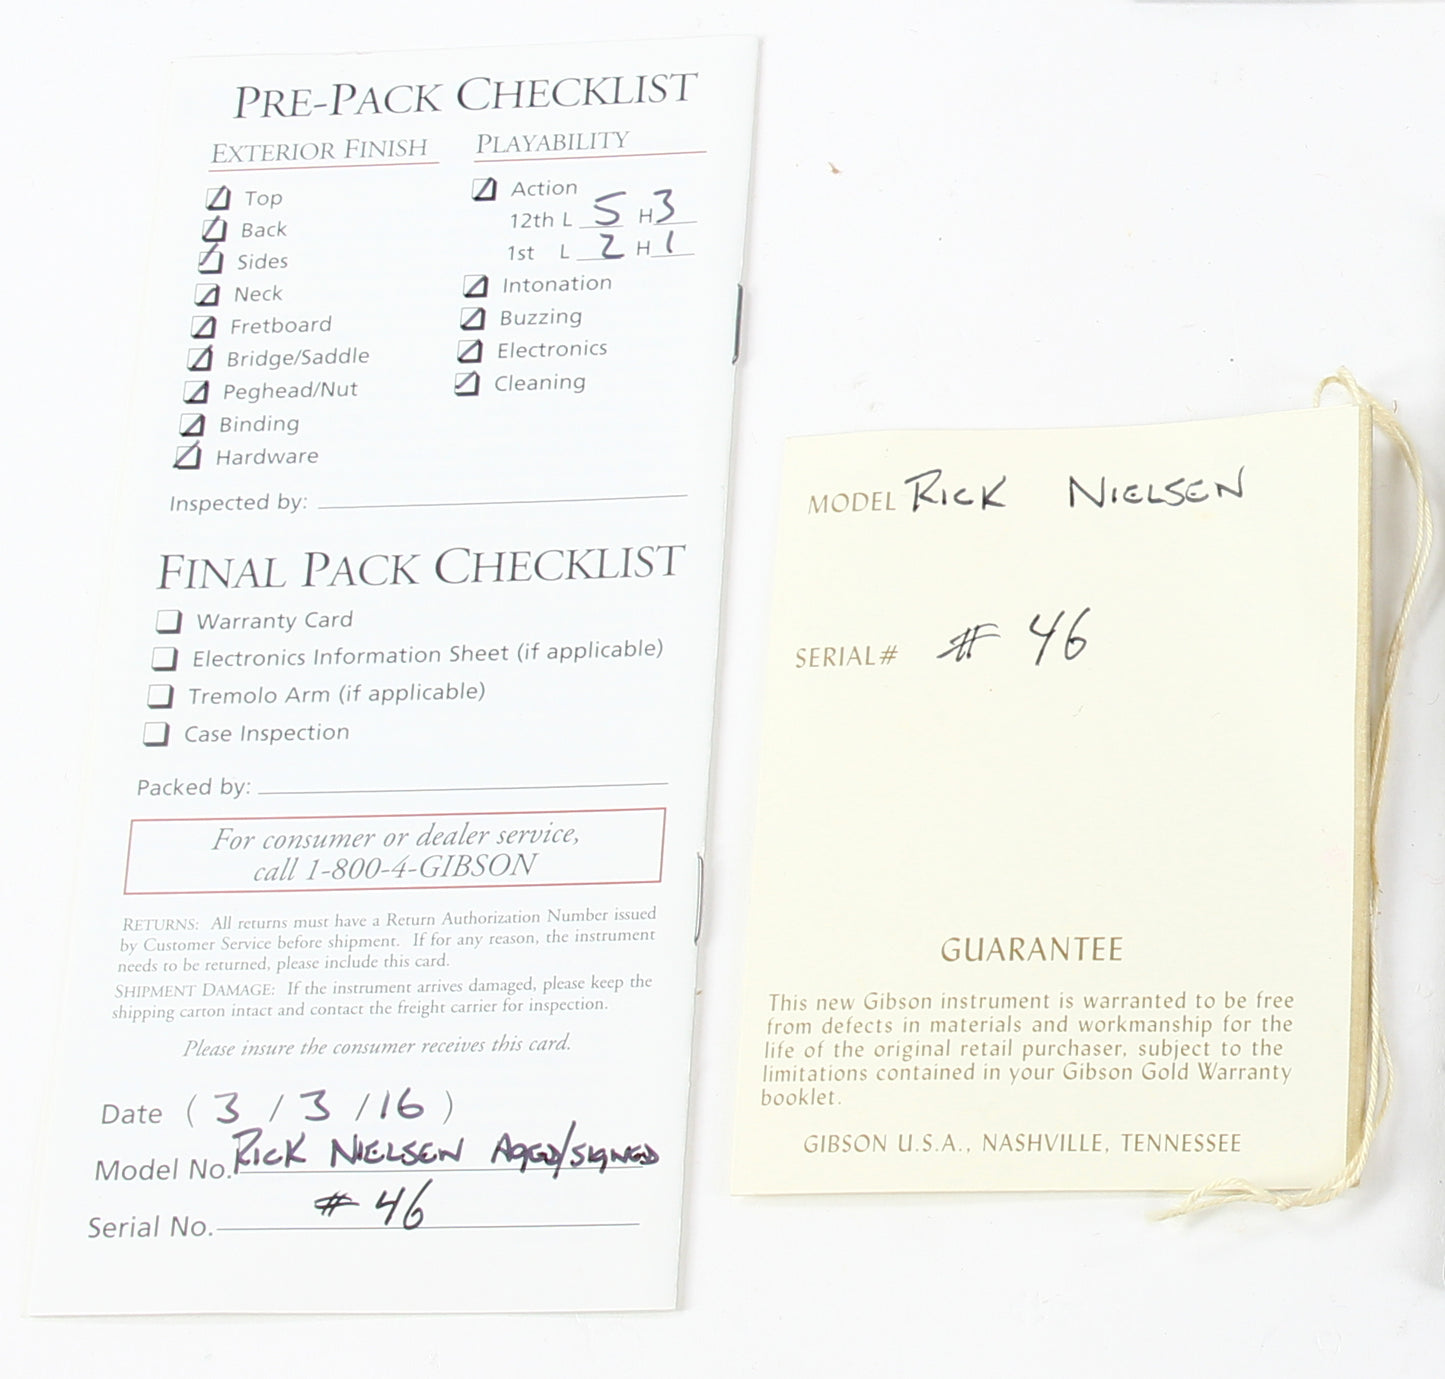 PRE-PACK CHECKLIST
EXTERIOR FINISH
Top
Back
Sides
Neck
Fretboard
Bridge/Saddle
Peghead/Nut
Binding
Hardware
PLAYABILITY
Action
12th L 5 H 3
1st L 2 H 1
Intonation
Buzzing
Electronics
Cleaning
Inspected by:
FINAL PACK CHECKLIST
Warranty Card
Electronics Information Sheet (if applicable)
Tremolo Arm (if applicable)
Case Inspection
Packed by:
For consumer or dealer service,
call 1-800-4-GIBSON
RETURNS: All returns must have a Return Authorization Number issued
by Customer Service before shipment. If for any reason, the instrument
needs to be returned, please include this card.
SHIPMENT DAMAGE: If the instrument arrives damaged, please keep the
shipping carton intact and contact the freight carrier for inspection.
Please insure the consumer receives this card.
Date ( 3 / 3 / 16 )
Model No. RICK NIELSEN AGED/SIGNED
Serial No. # 46
MODEL RICK NIELSEN
SERIAL# # 46
GUARANTEE
This new Gibson instrument is warranted to be free
from defects in materials and workmanship for the
life of the original retail purchaser, subject to the
limitations contained in your Gibson Gold Warranty
booklet.
GIBSON U.S.A., NASHVILLE, TENNESSEE